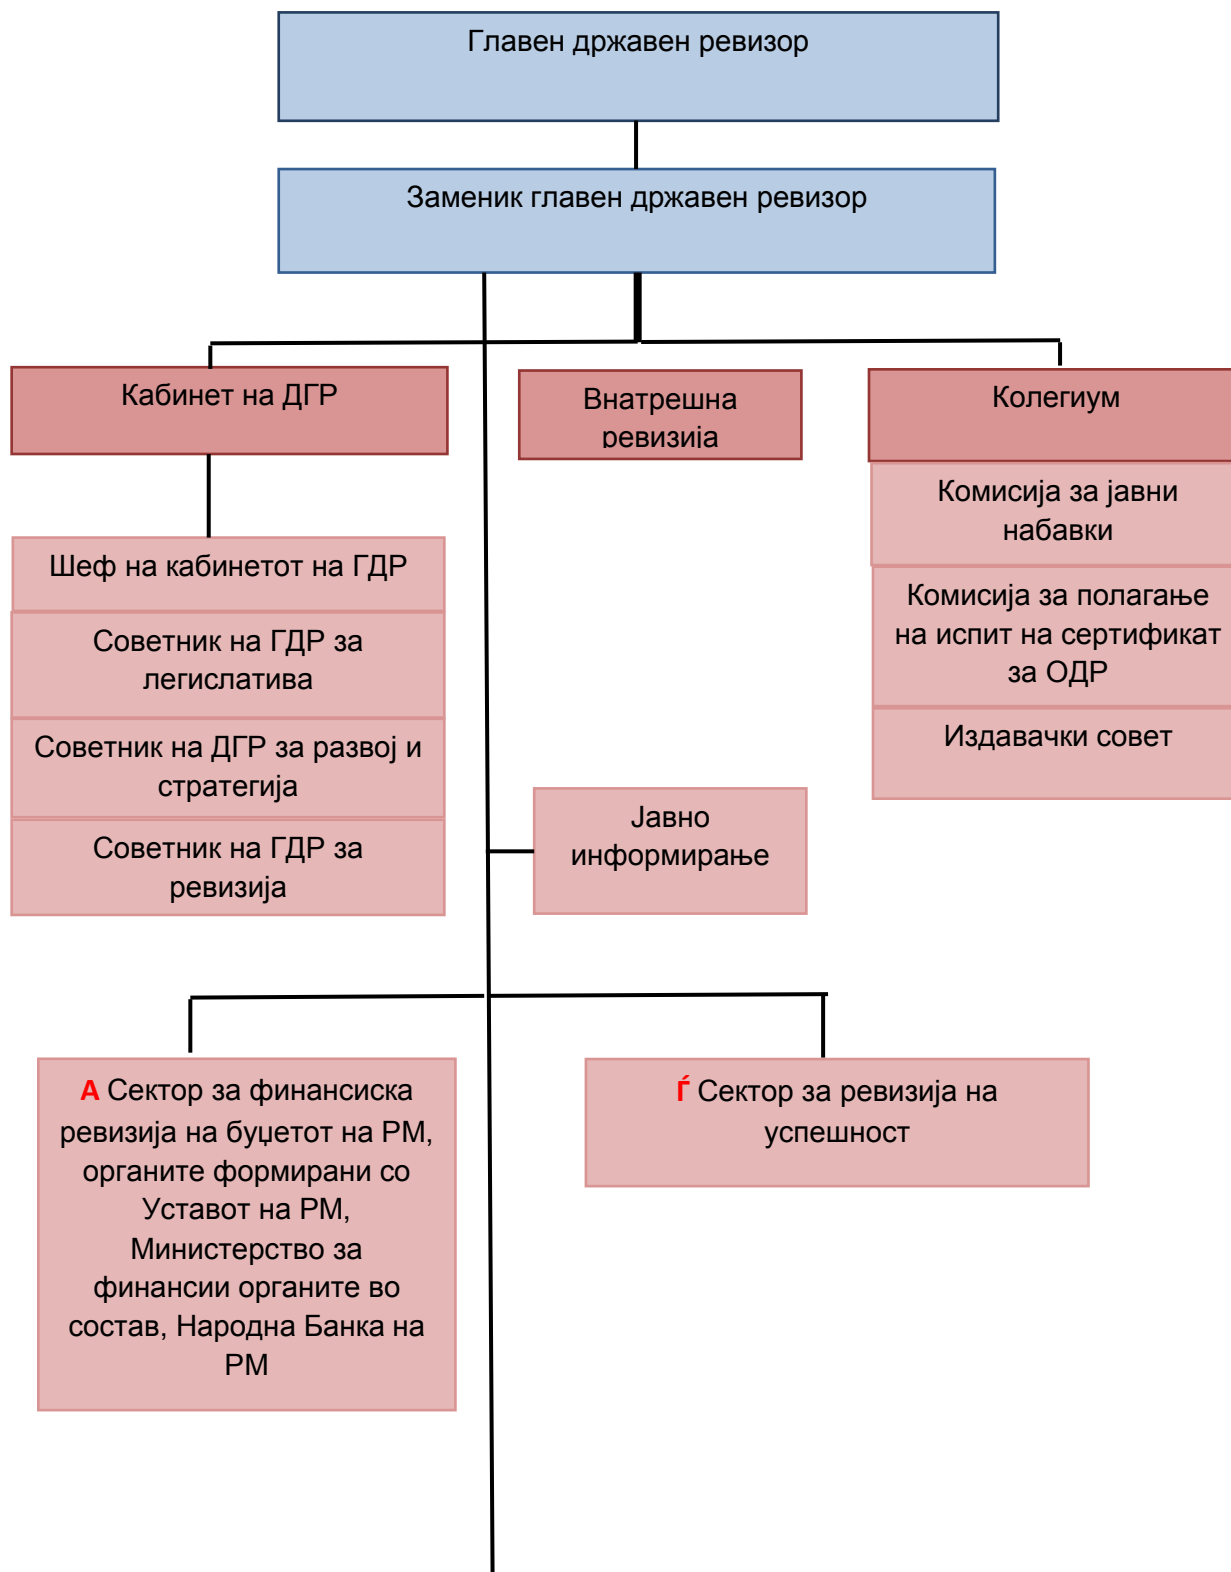 Главен државен ревизор
Заменик главен државен ревизор
Кабинет на ДГР
Внатрешна
ревизија
Колегиум
Шеф на кабинетот на ГДР
Советник на ГДР за
легислатива
Советник на ДГР за развој и
стратегија
Советник на ГДР за
ревизија
Комисија за јавни
набавки
Комисија за полагање
на испит на сертификат
за ОДР
Издавачки совет
Јавно
информирање
А Сектор за финансиска
ревизија на буџетот на РМ,
органите формирани со
Уставот на РМ,
Министерство за
финансии органите во
состав, Народна Банка на
РМ
Ѓ Сектор за ревизија на
успешност